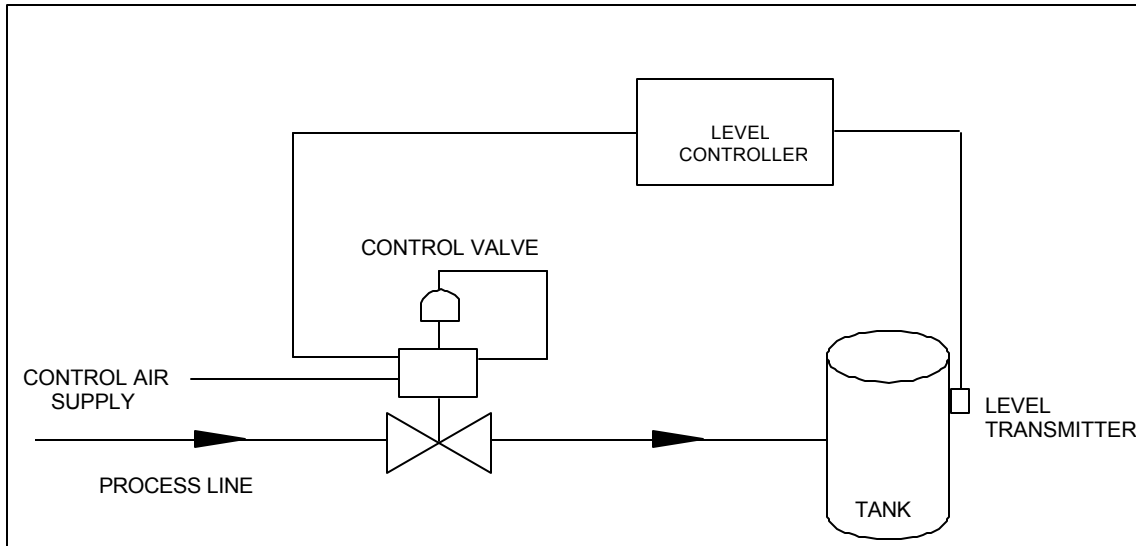 LEVEL
CONTROLLER
CONTROL VALVE
CONTROL AIR
SUPPLY
LEVEL
TRANSMITTER
PROCESS LINE
TANK